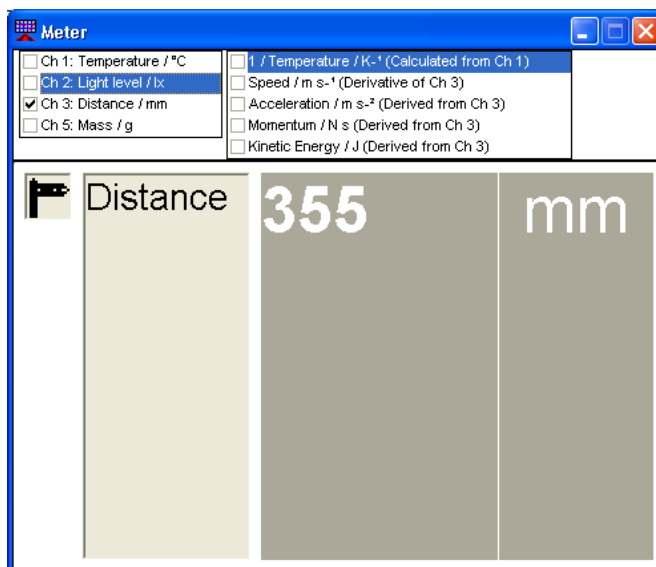 Meter
Ch 1: Temperature / °C
Ch 2: Light level / lx
Ch 3: Distance / mm
Ch 5: Mass / g
1 / Temperature / K-¹ (Calculated from Ch 1)
Speed / m s-¹ (Derivative of Ch 3)
Acceleration / m s-² (Derived from Ch 3)
Momentum / N s (Derived from Ch 3)
Kinetic Energy / J (Derived from Ch 3)
Distance 355 mm